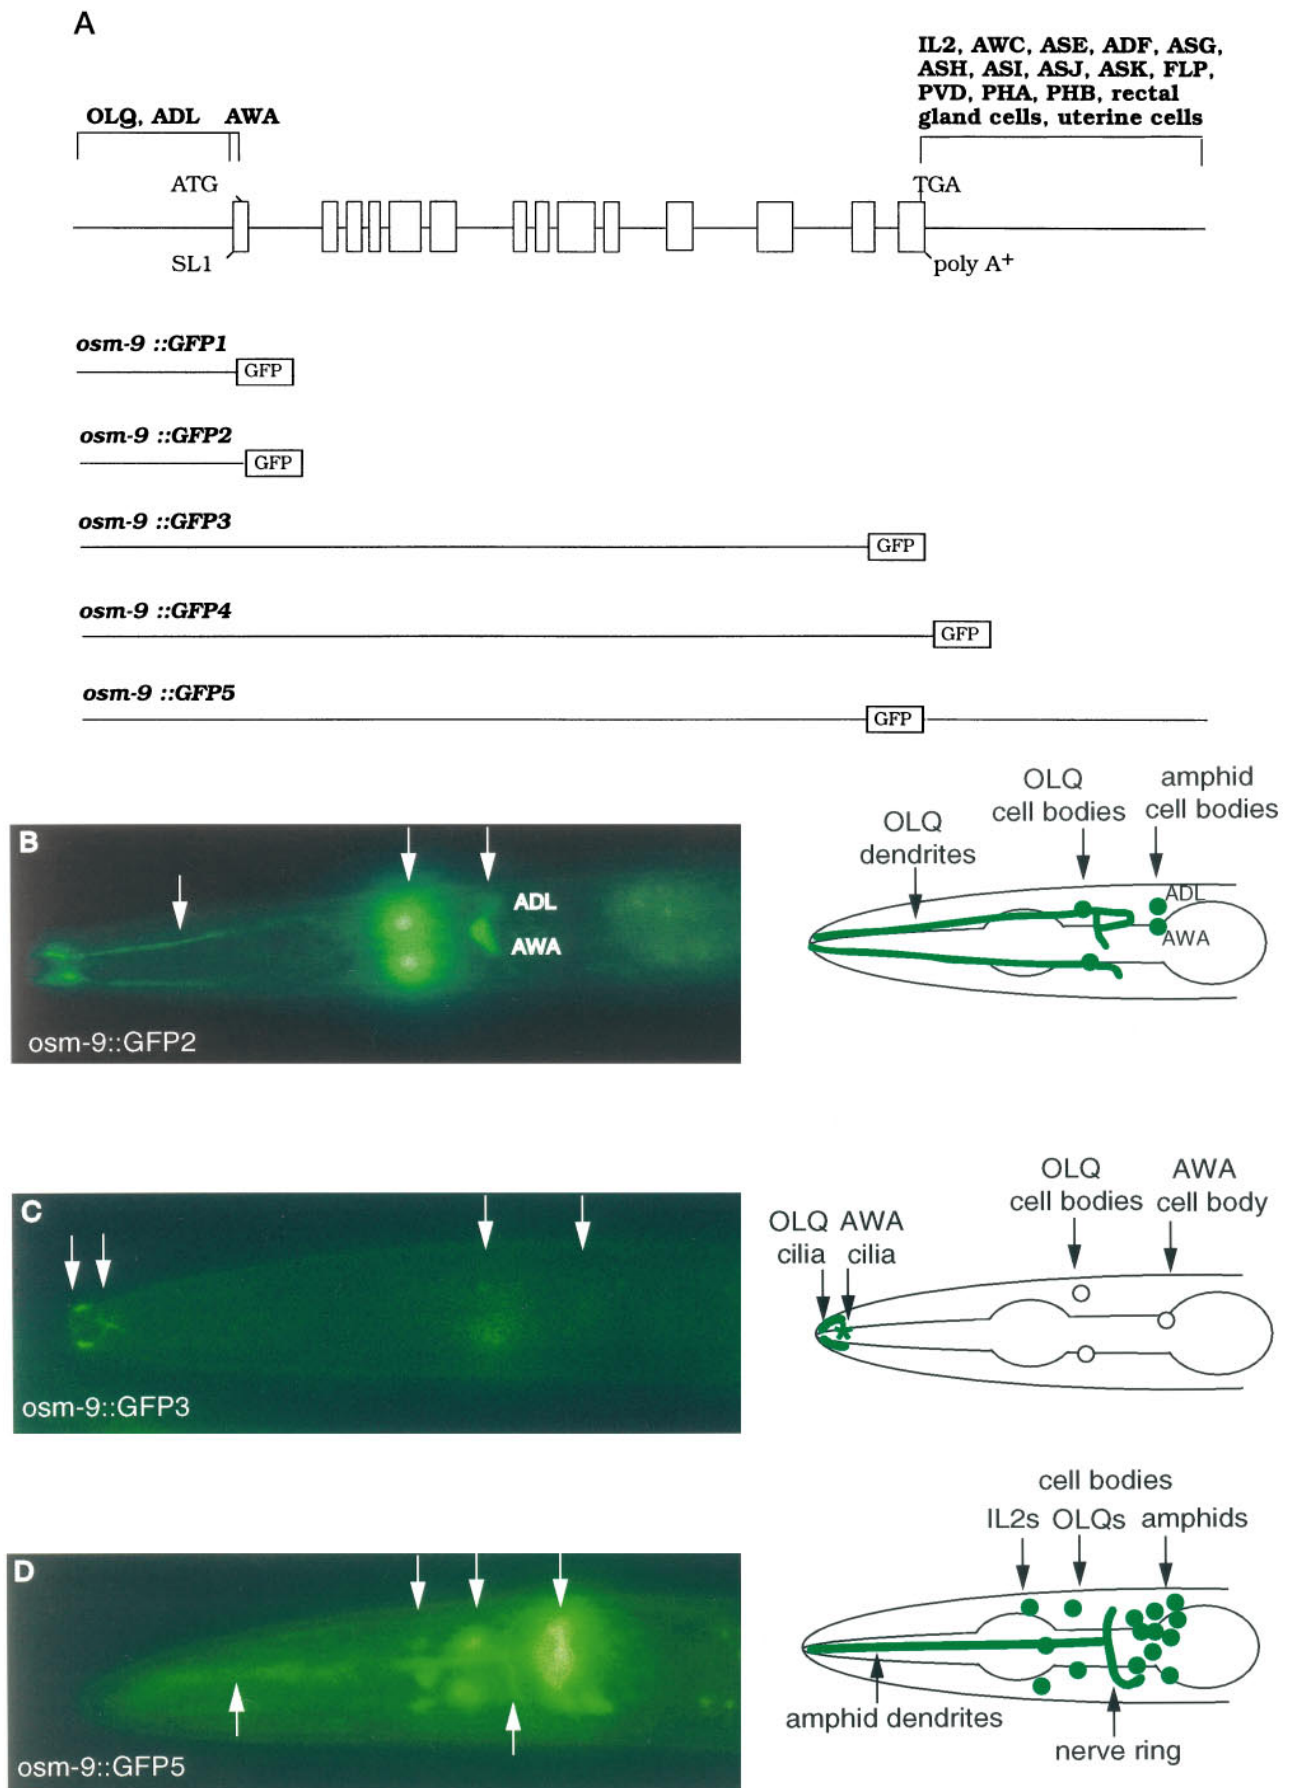 A
IL2, AWC, ASE, ADF, ASG,
ASH, ASI, ASJ, ASK, FLP,
PVD, PHA, PHB, rectal
gland cells, uterine cells
OLQ, ADL AWA
ATG
TGA
SL1
poly A+
osm-9 ::GFP1
GFP
osm-9 ::GFP2
GFP
osm-9 ::GFP3
GFP
osm-9 ::GFP4
GFP
osm-9 ::GFP5
GFP
B
ADL
AWA
osm-9::GFP2
OLQ
dendrites
OLQ
cell bodies
amphid
cell bodies
ADL
AWA
C
osm-9::GFP3
OLQ
cilia
AWA
cilia
OLQ
cell bodies
AWA
cell body
D
osm-9::GFP5
cell bodies
IL2s OLQs amphids
amphid dendrites
nerve ring